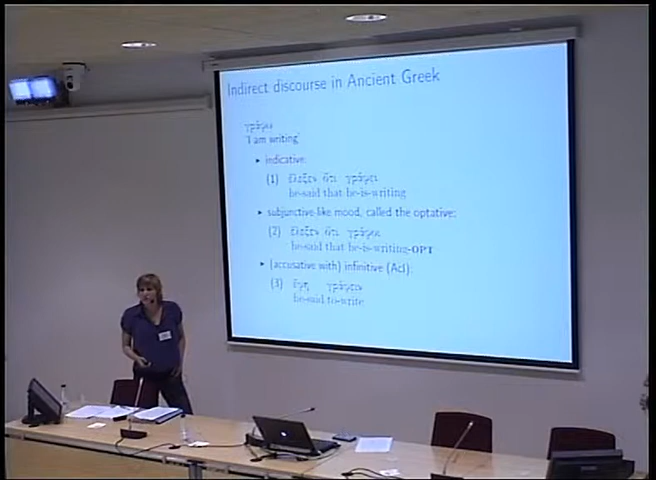 Indirect discourse in Ancient Greek
γράφω
'I am writing'
▸ indicative:
(1) ἔλεξεν ὅτι γράφει
he-said that he-is-writing
▸ subjunctive-like mood, called the optative:
(2) ἔλεξεν ὅτι γράφοι
he-said that he-is-writing-OPT
▸ (accusative with) infinitive (AcI):
(3) ἔφη γράφειν
he-said to-write